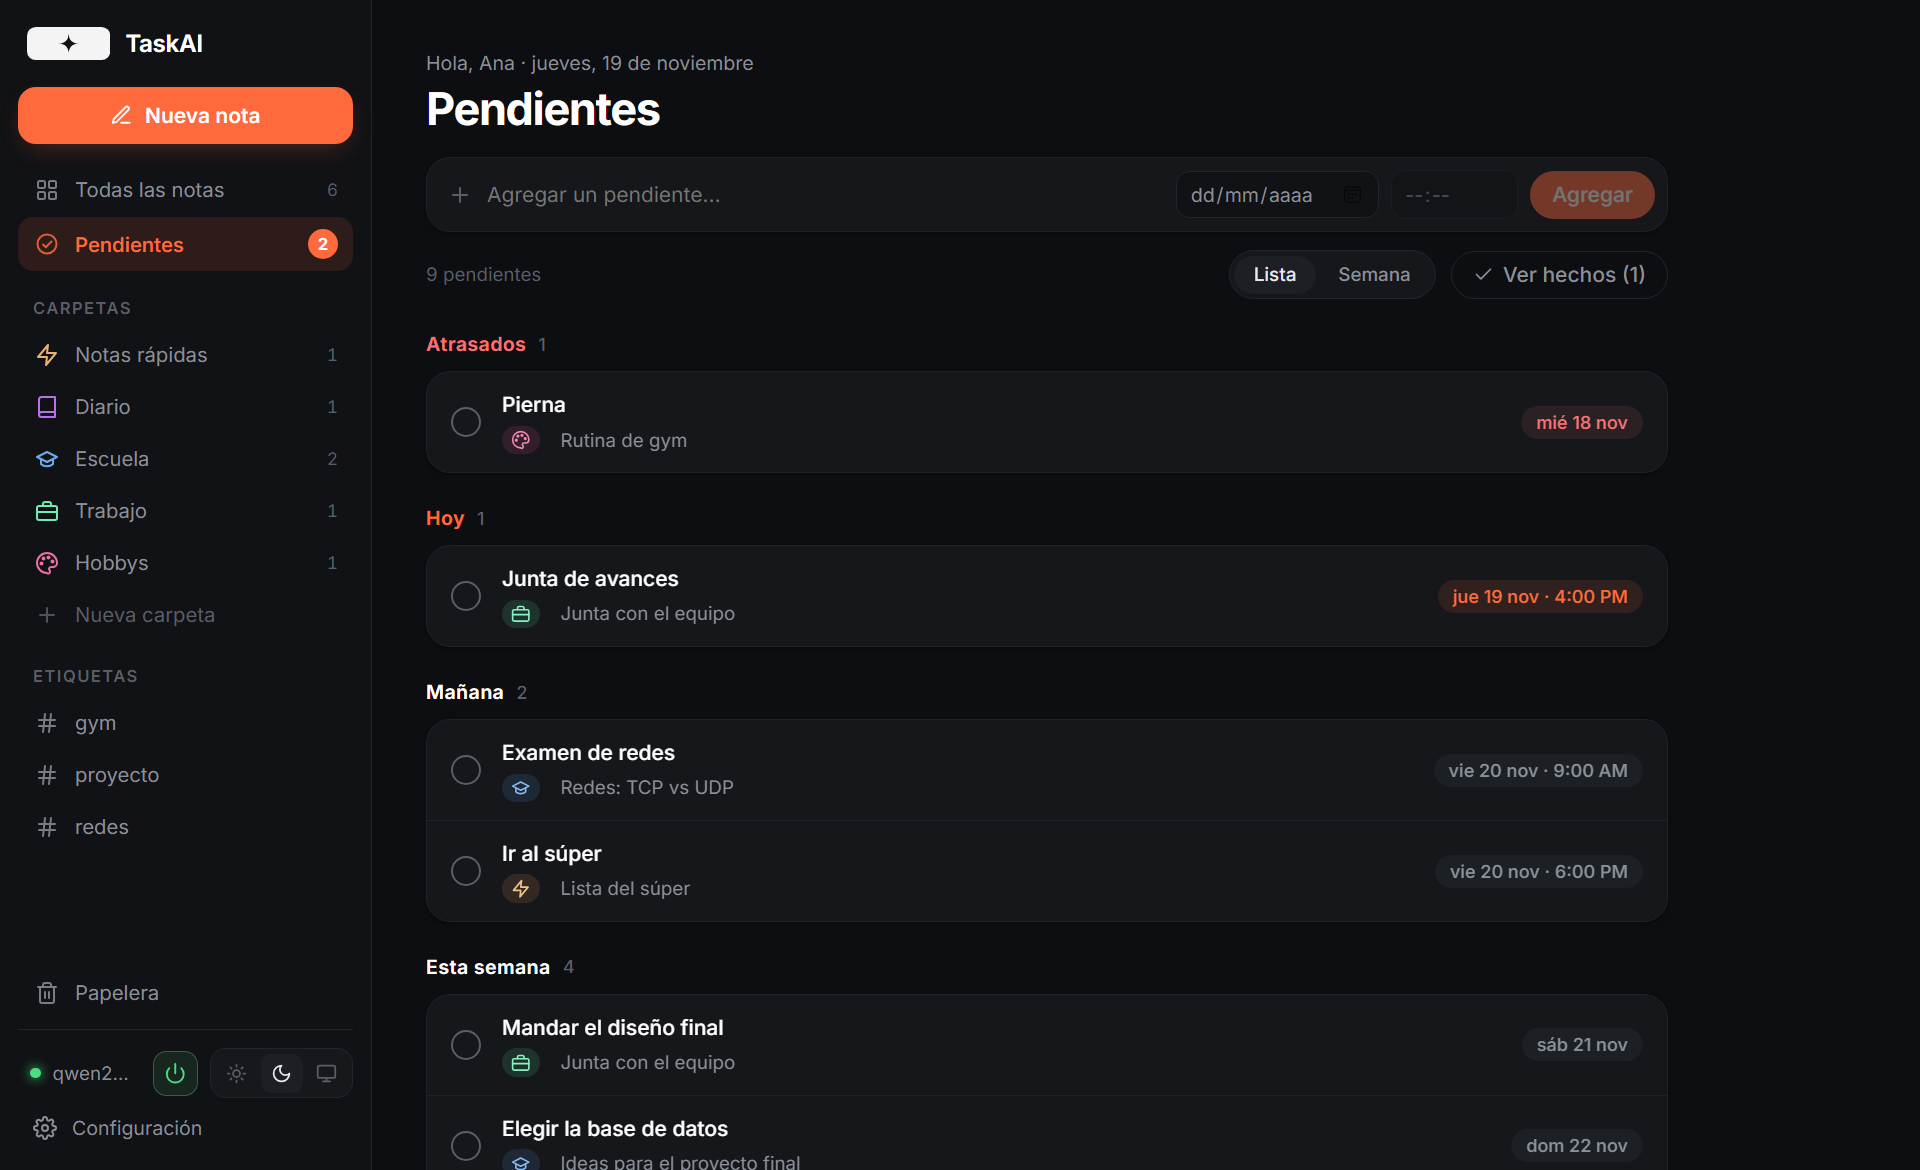 TaskAI
Nueva nota
Todas las notas 6
Pendientes 2
CARPETAS
Notas rápidas 1
Diario 1
Escuela 2
Trabajo 1
Hobbys 1
Nueva carpeta
ETIQUETAS
# gym
# proyecto
# redes
Papelera
qwen2...
Configuración
Hola, Ana · jueves, 19 de noviembre
Pendientes
Agregar un pendiente... dd/mm/aaaa --:-- Agregar
9 pendientes Lista Semana Ver hechos (1)
Atrasados 1
Pierna
Rutina de gym
mié 18 nov
Hoy 1
Junta de avances
Junta con el equipo
jue 19 nov · 4:00 PM
Mañana 2
Examen de redes
Redes: TCP vs UDP
vie 20 nov · 9:00 AM
Ir al súper
Lista del súper
vie 20 nov · 6:00 PM
Esta semana 4
Mandar el diseño final
Junta con el equipo
sáb 21 nov
Elegir la base de datos
Ideas para el proyecto final
dom 22 nov